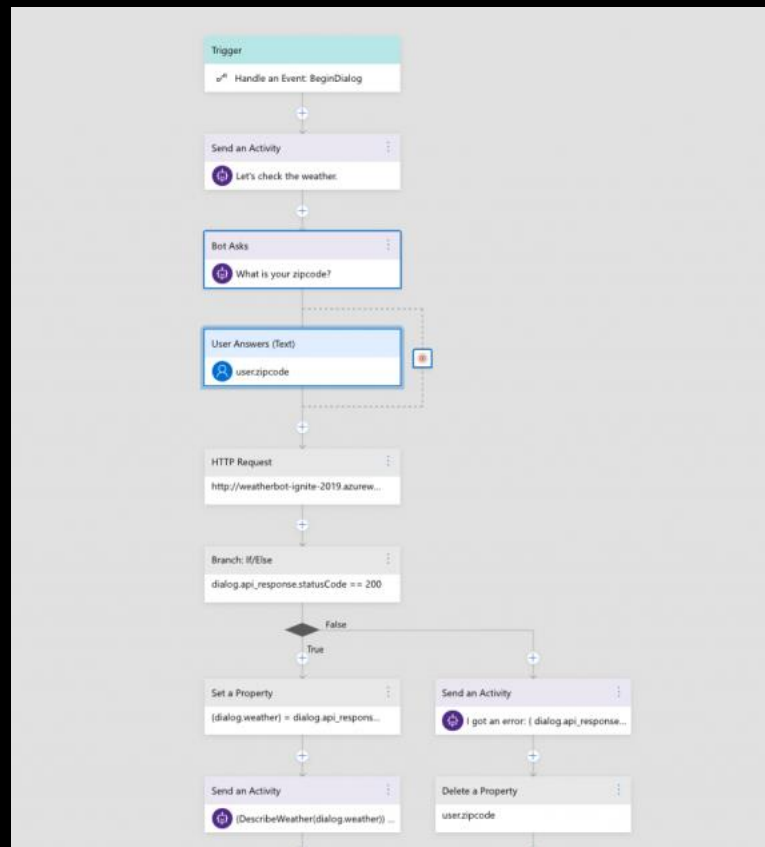 Trigger
Handle an Event: BeginDialog
Send an Activity
Let's check the weather.
Bot Asks
What is your zipcode?
User Answers (Text)
user.zipcode
HTTP Request
http://weatherbot-ignite-2019.azurew...
Branch: If/Else
dialog.api_response.statusCode == 200
False
True
Set a Property
{dialog.weather} = dialog.api_respons...
Send an Activity
I got an error: { dialog.api_response...
Send an Activity
{DescribeWeather(dialog.weather)} ...
Delete a Property
user.zipcode